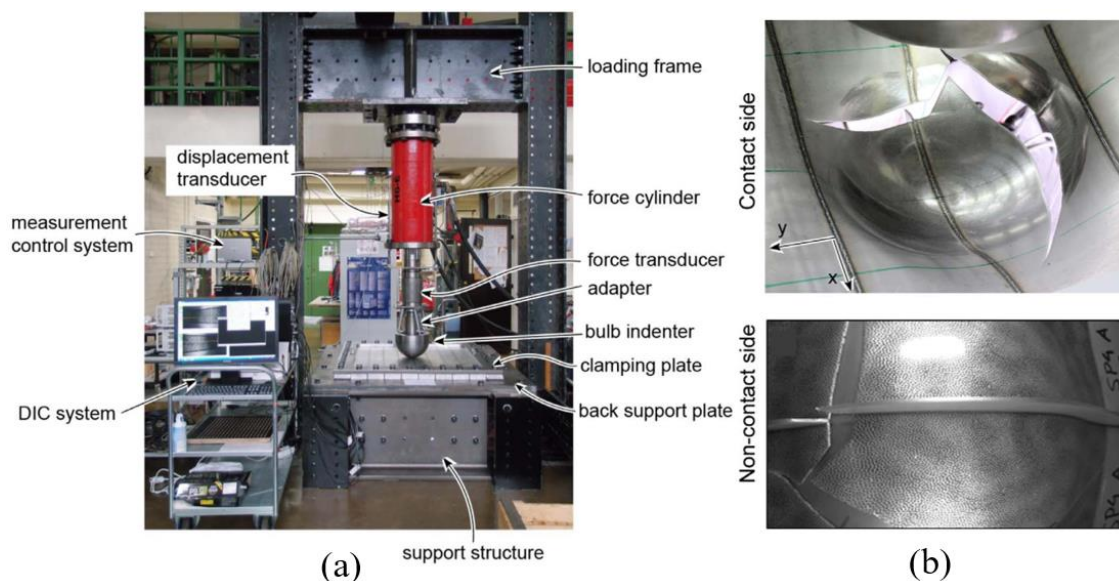 loading frame
displacement
transducer
measurement
control system
force cylinder
force transducer
adapter
bulb indenter
clamping plate
back support plate
DIC system
support structure
(a)
Contact side
y
x
Non-contact side
(b)